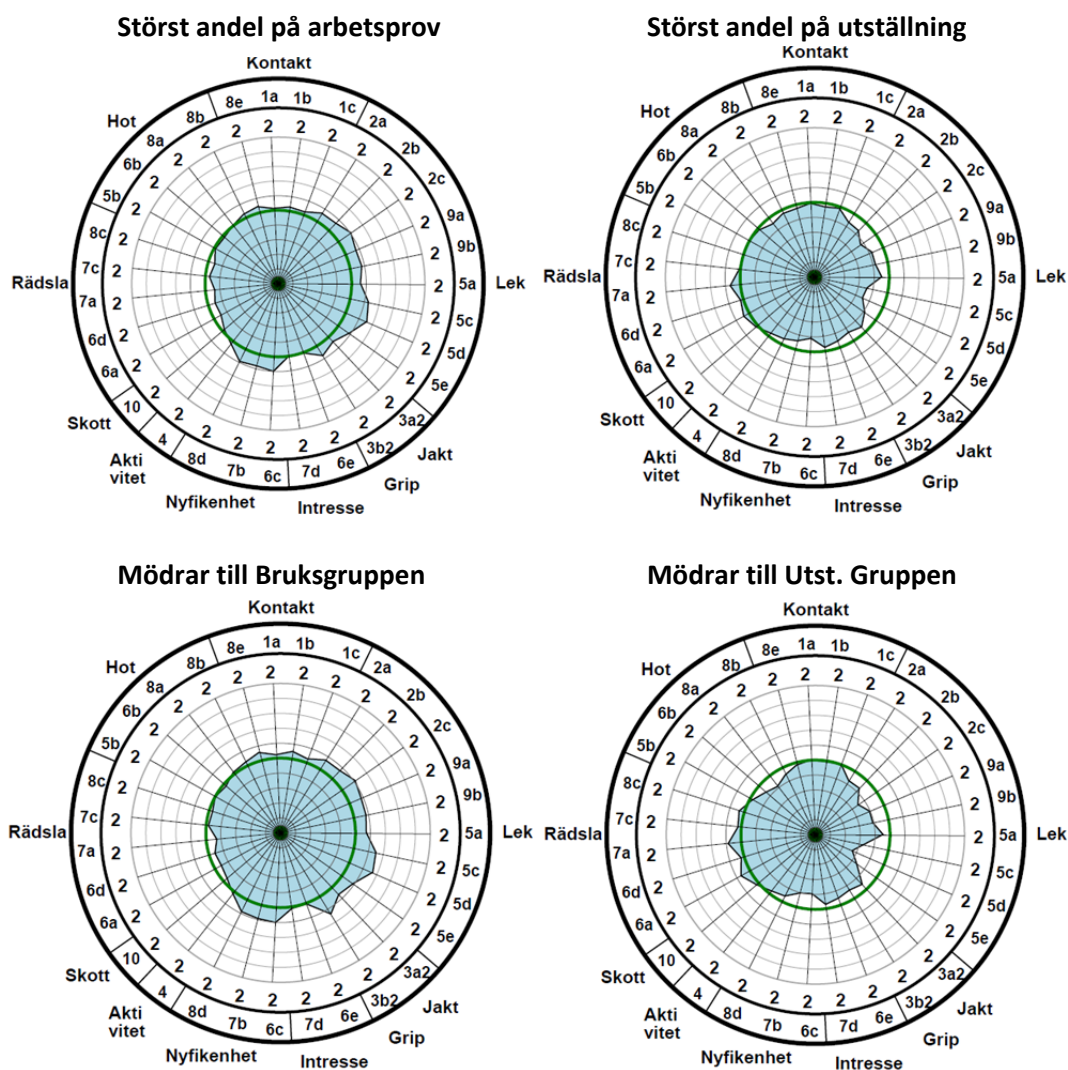 Störst andel på arbetsprov
Kontakt
8e 1a 1b 1c 2a 2b 2c 9a 9b 5a 5c 5d 5e 3a2 3b2 6e 7d 6c 7b 8d 4 10 6a 6d 7a 7c 8c 5b 6b 8a 8b
2 2 2 2 2 2 2 2 2 2 2 2 2 2 2 2 2 2 2 2 2 2 2 2 2 2 2 2 2 2 2
Hot
Rädsla
Lek
Skott
Akti
vitet
Nyfikenhet
Intresse
Grip
Jakt
Störst andel på utställning
Kontakt
8e 1a 1b 1c 2a 2b 2c 9a 9b 5a 5c 5d 5e 3a2 3b2 6e 7d 6c 7b 8d 4 10 6a 6d 7a 7c 8c 5b 6b 8a 8b
2 2 2 2 2 2 2 2 2 2 2 2 2 2 2 2 2 2 2 2 2 2 2 2 2 2 2 2 2 2 2
Hot
Rädsla
Lek
Skott
Akti
vitet
Nyfikenhet
Intresse
Grip
Jakt
Mödrar till Bruksgruppen
Kontakt
8e 1a 1b 1c 2a 2b 2c 9a 9b 5a 5c 5d 5e 3a2 3b2 6e 7d 6c 7b 8d 4 10 6a 6d 7a 7c 8c 5b 6b 8a 8b
2 2 2 2 2 2 2 2 2 2 2 2 2 2 2 2 2 2 2 2 2 2 2 2 2 2 2 2 2 2 2
Hot
Rädsla
Lek
Skott
Akti
vitet
Nyfikenhet
Intresse
Grip
Jakt
Mödrar till Utst. Gruppen
Kontakt
8e 1a 1b 1c 2a 2b 2c 9a 9b 5a 5c 5d 5e 3a2 3b2 6e 7d 6c 7b 8d 4 10 6a 6d 7a 7c 8c 5b 6b 8a 8b
2 2 2 2 2 2 2 2 2 2 2 2 2 2 2 2 2 2 2 2 2 2 2 2 2 2 2 2 2 2 2
Hot
Rädsla
Lek
Skott
Akti
vitet
Nyfikenhet
Intresse
Grip
Jakt